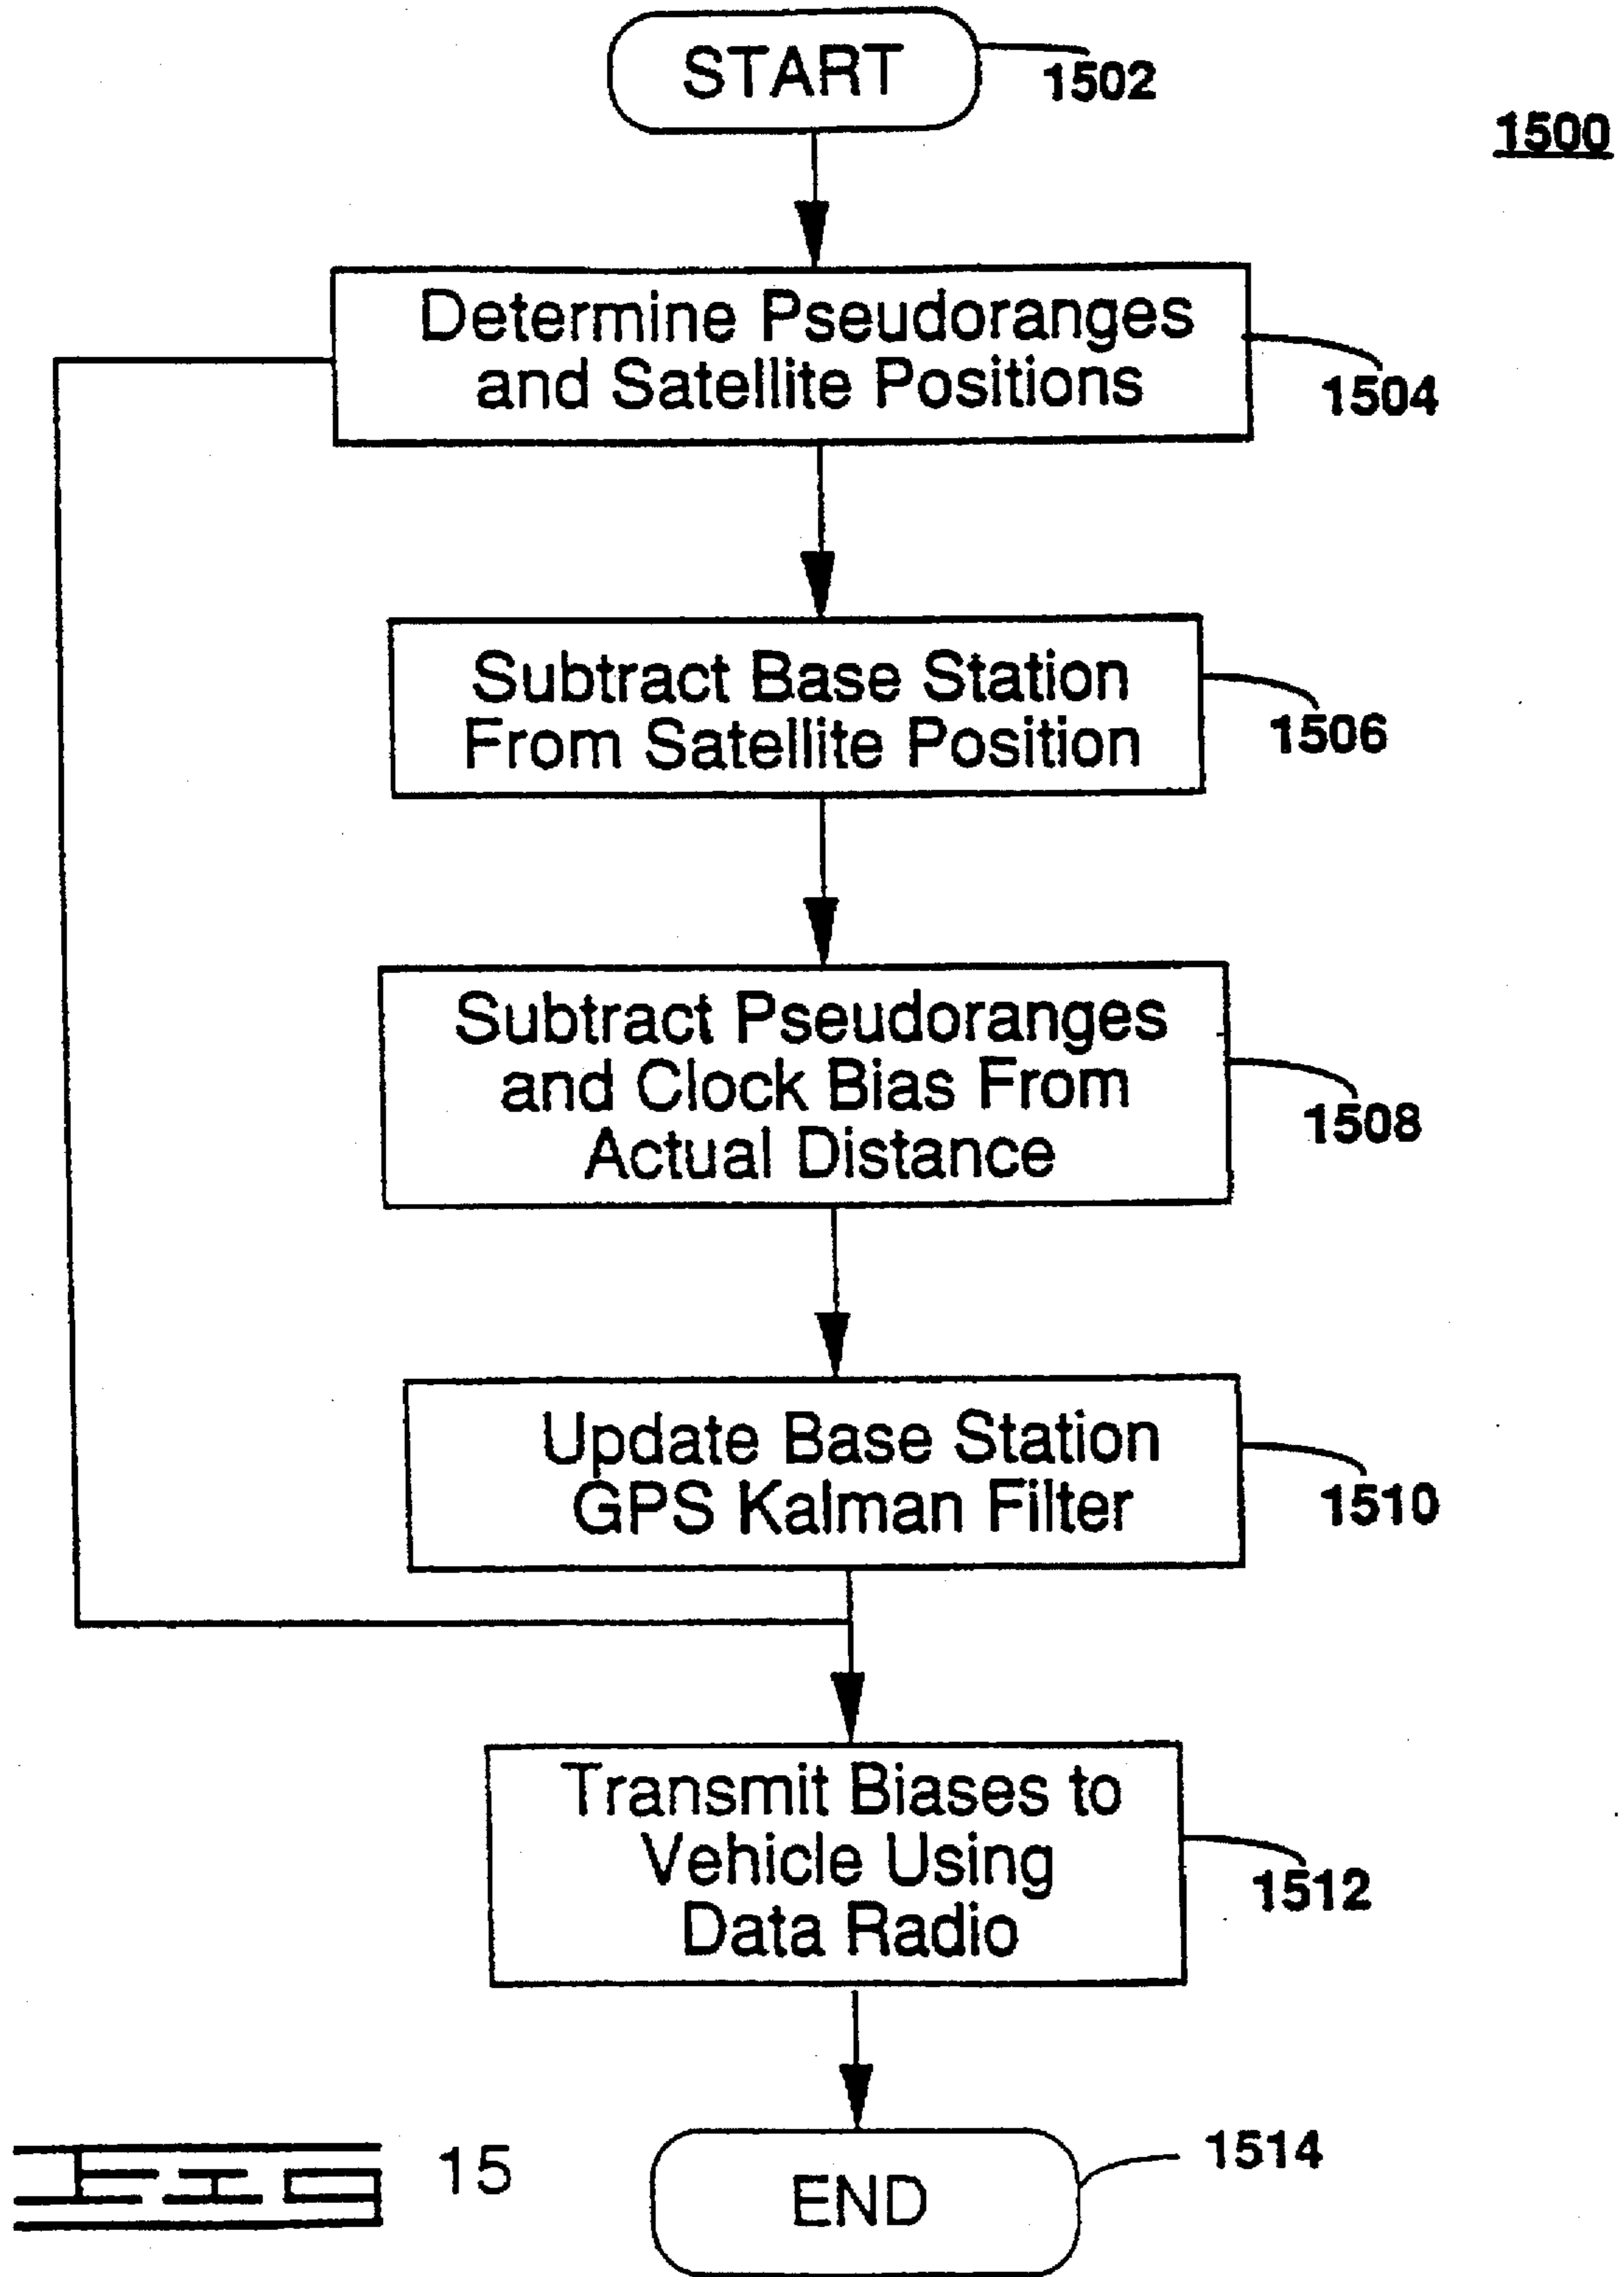 START
1502
1500
Determine Pseudoranges
and Satellite Positions
1504
Subtract Base Station
From Satellite Position
1506
Subtract Pseudoranges
and Clock Bias From
Actual Distance
1508
Update Base Station
GPS Kalman Filter
1510
Transmit Biases to
Vehicle Using
Data Radio
1512
END
1514
FIG 15